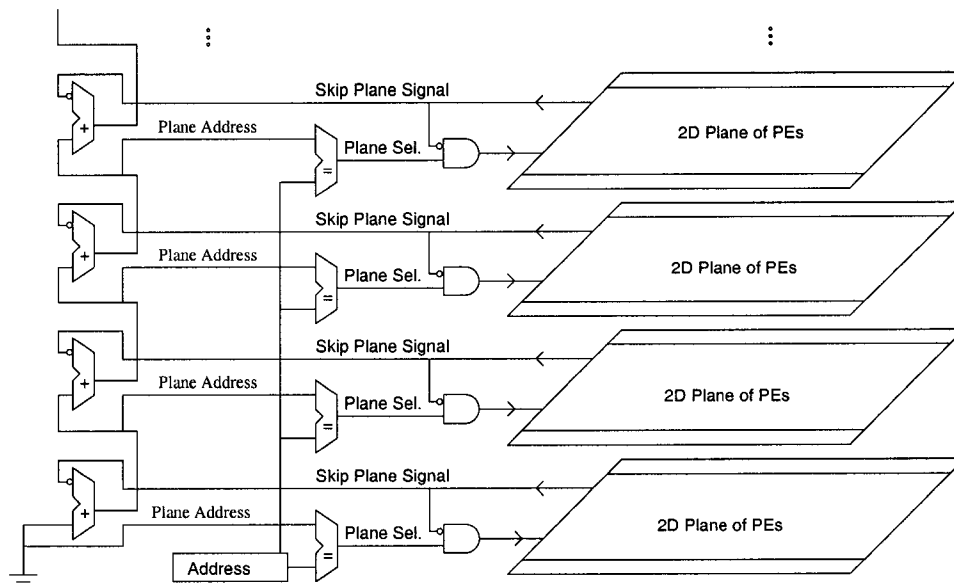 Skip Plane Signal
Plane Address
+
Plane Sel.
=
2D Plane of PEs
Skip Plane Signal
Plane Address
+
Plane Sel.
=
2D Plane of PEs
Skip Plane Signal
Plane Address
+
Plane Sel.
=
2D Plane of PEs
Skip Plane Signal
Plane Address
+
Plane Sel.
=
2D Plane of PEs
Address